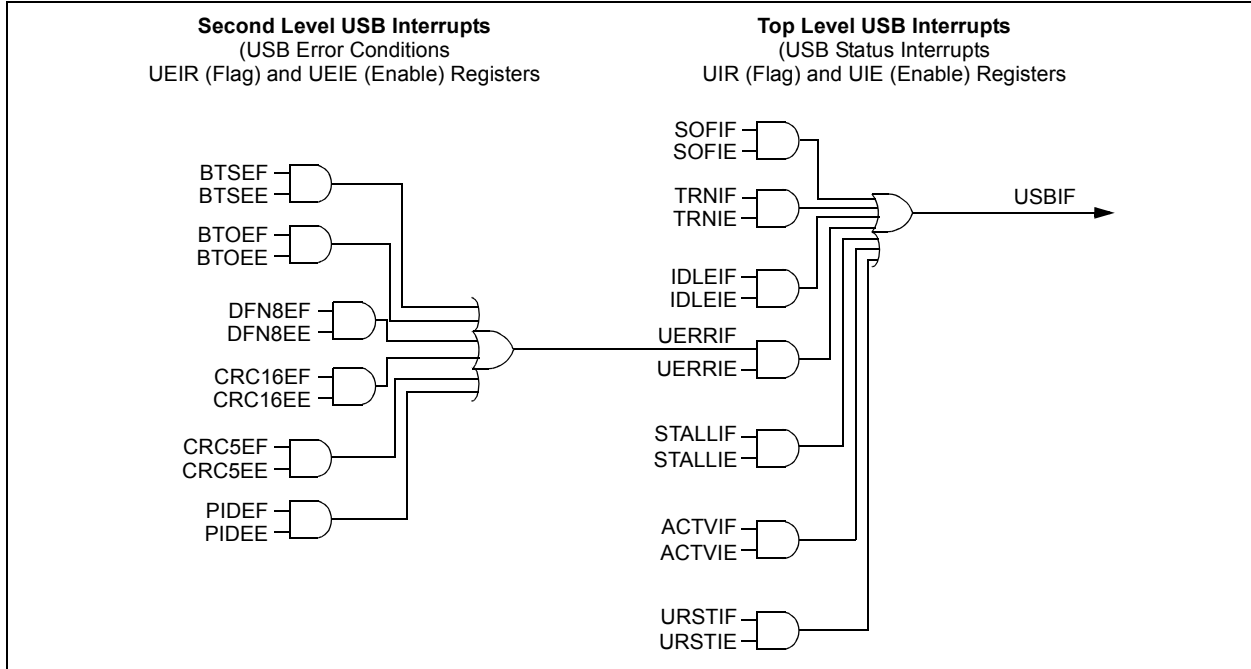 Second Level USB Interrupts
(USB Error Conditions
UEIR (Flag) and UEIE (Enable) Registers
Top Level USB Interrupts
(USB Status Interrupts
UIR (Flag) and UIE (Enable) Registers
BTSEF
BTSEE
BTOEF
BTOEE
DFN8EF
DFN8EE
CRC16EF
CRC16EE
CRC5EF
CRC5EE
PIDEF
PIDEE
SOFIF
SOFIE
TRNIF
TRNIE
IDLEIF
IDLEIE
UERRIF
UERRIE
STALLIF
STALLIE
ACTVIF
ACTVIE
URSTIF
URSTIE
USBIF